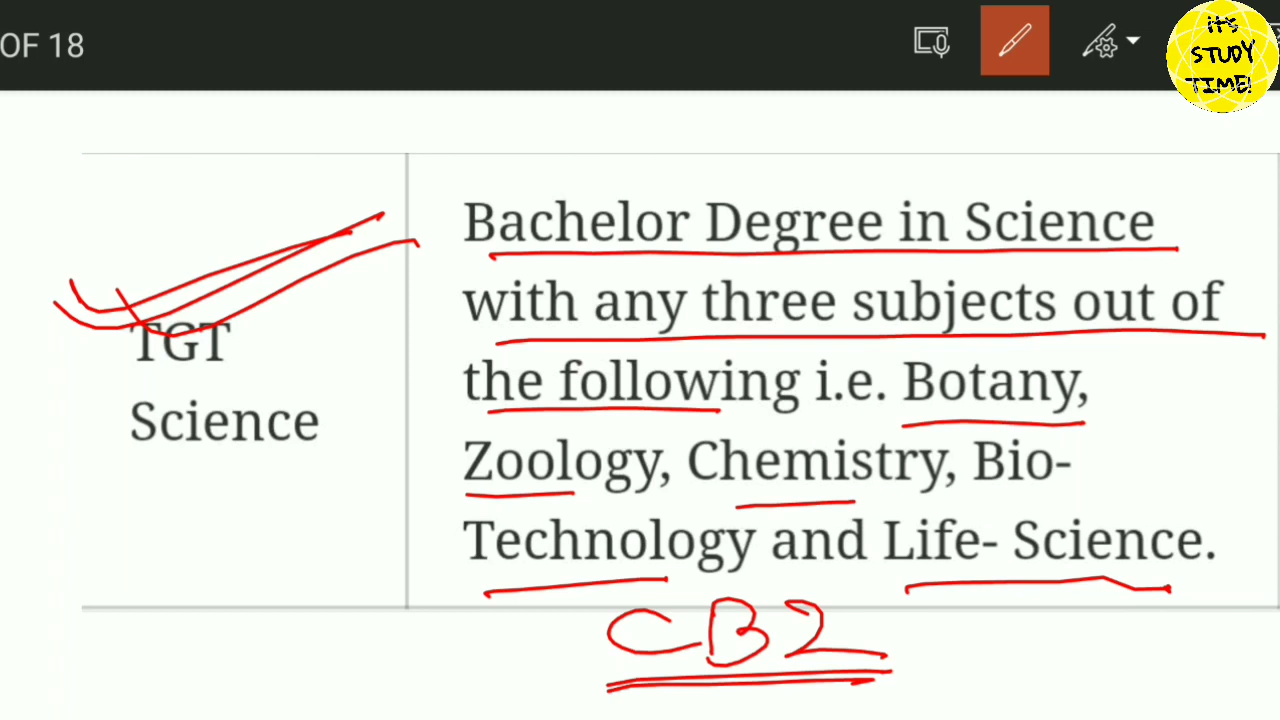 OF 18
IT'S
STUDY
TIME!
TGT
Science
Bachelor Degree in Science
with any three subjects out of
the following i.e. Botany,
Zoology, Chemistry, Bio-
Technology and Life- Science.
CBZ